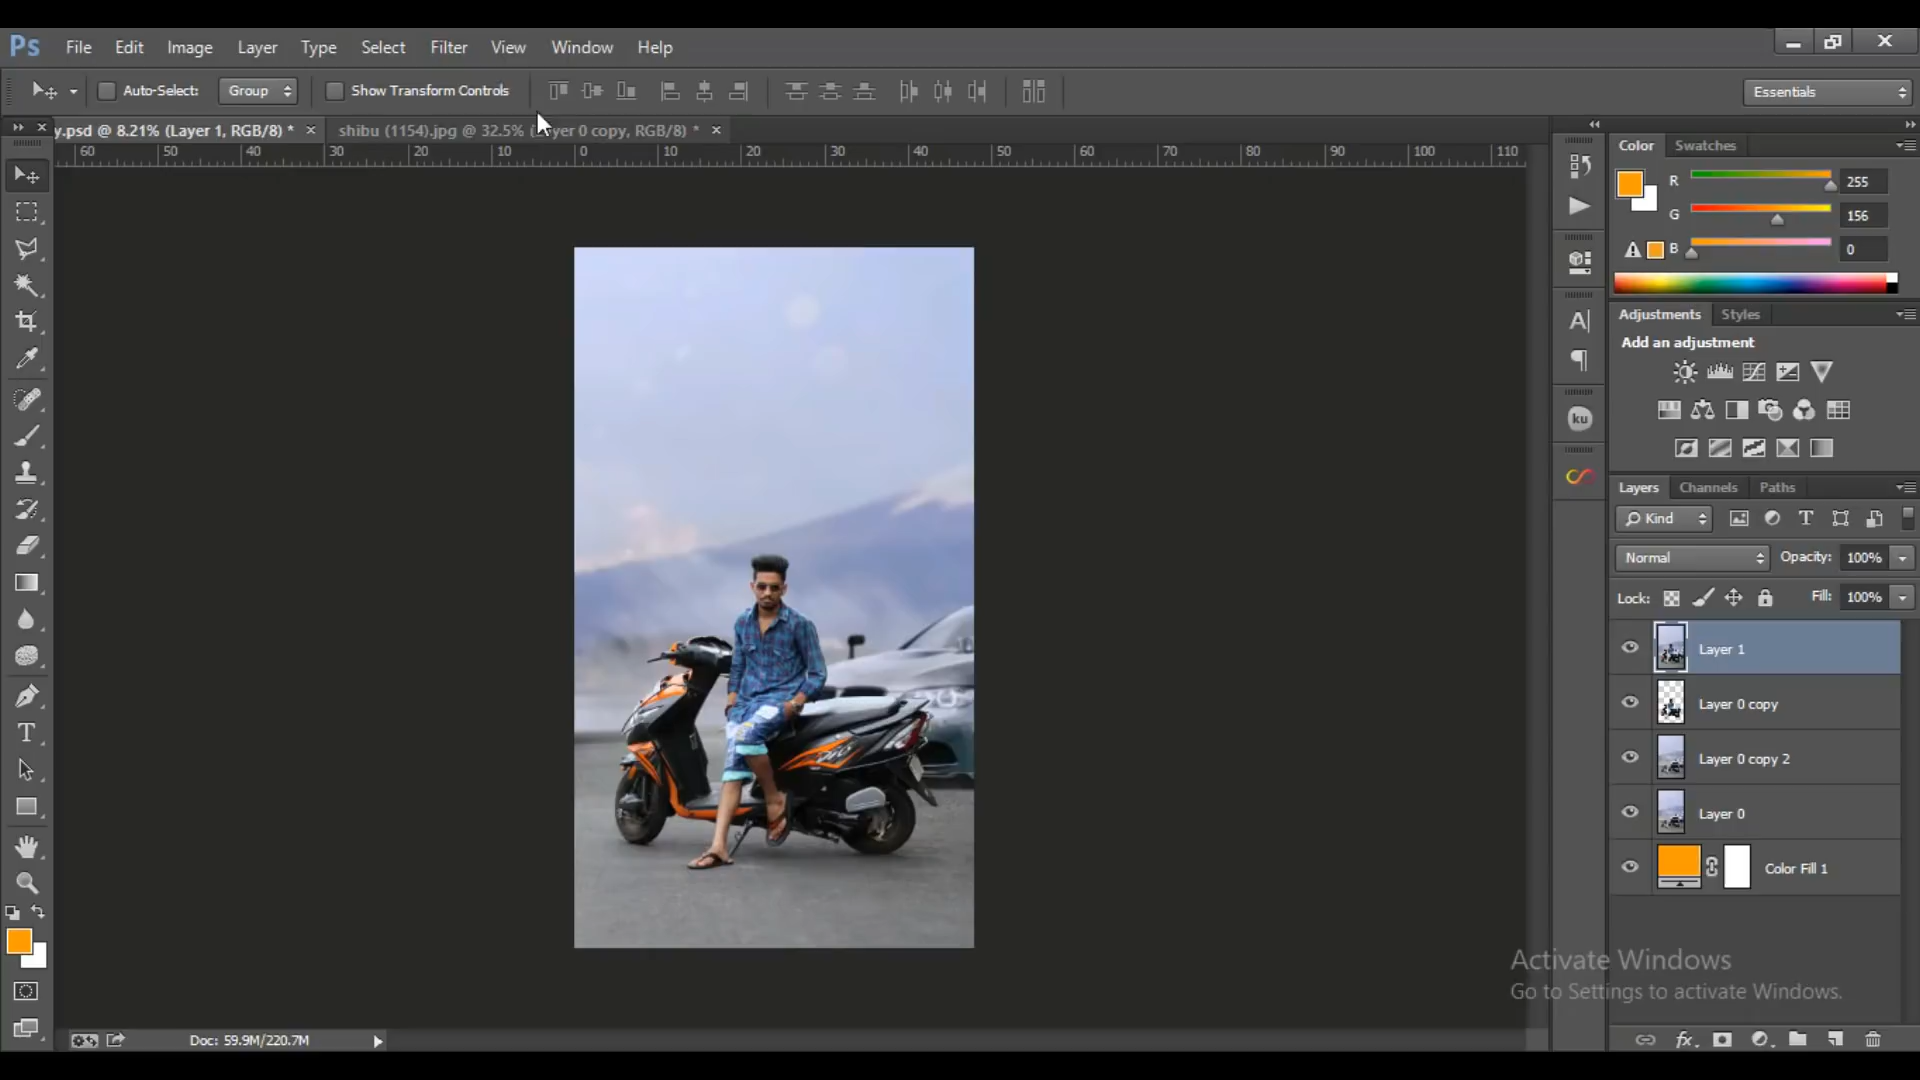 Ps File Edit Image Layer Type Select Filter View Window Help
Auto-Select: Group Show Transform Controls Essentials
y.psd @ 8.21% (Layer 1, RGB/8) * × shibu (1154).jpg @ 32.5% (Layer 0 copy, RGB/8) * ×
60 50 40 30 20 10 0 10 20 30 40 50 60 70 80 90 100 110
Color Swatches
R 255
G 156
B 0
Adjustments Styles
Add an adjustment
ku
Layers Channels Paths
Kind
Normal Opacity: 100%
Lock: Fill: 100%
Layer 1
Layer 0 copy
Layer 0 copy 2
Layer 0
Color Fill 1
Activate Windows
Go to Settings to activate Windows.
Doc: 59.9M/220.7M